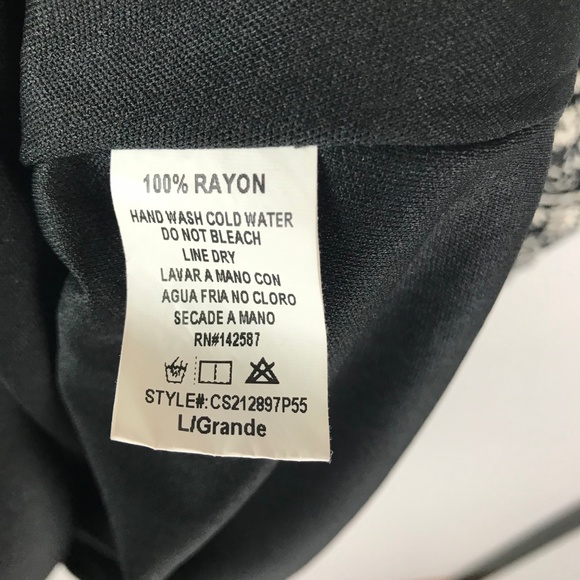 100% RAYON
HAND WASH COLD WATER
DO NOT BLEACH
LINE DRY
LAVAR A MANO CON
AGUA FRIA NO CLORO
SECADE A MANO
RN#142587
STYLE#:CS212897P55
L/Grande